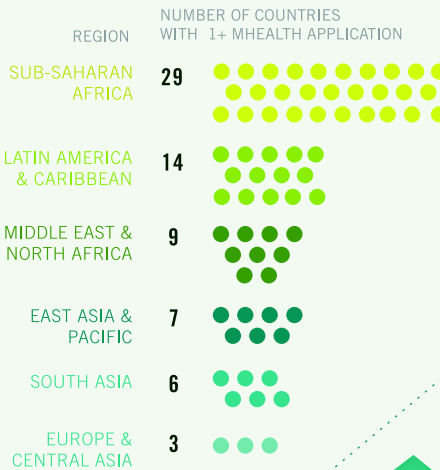 REGION
NUMBER OF COUNTRIES
WITH 1+ MHEALTH APPLICATION
SUB-SAHARAN
AFRICA
29
LATIN AMERICA
& CARIBBEAN
14
MIDDLE EAST &
NORTH AFRICA
9
EAST ASIA &
PACIFIC
7
SOUTH ASIA
6
EUROPE &
CENTRAL ASIA
3